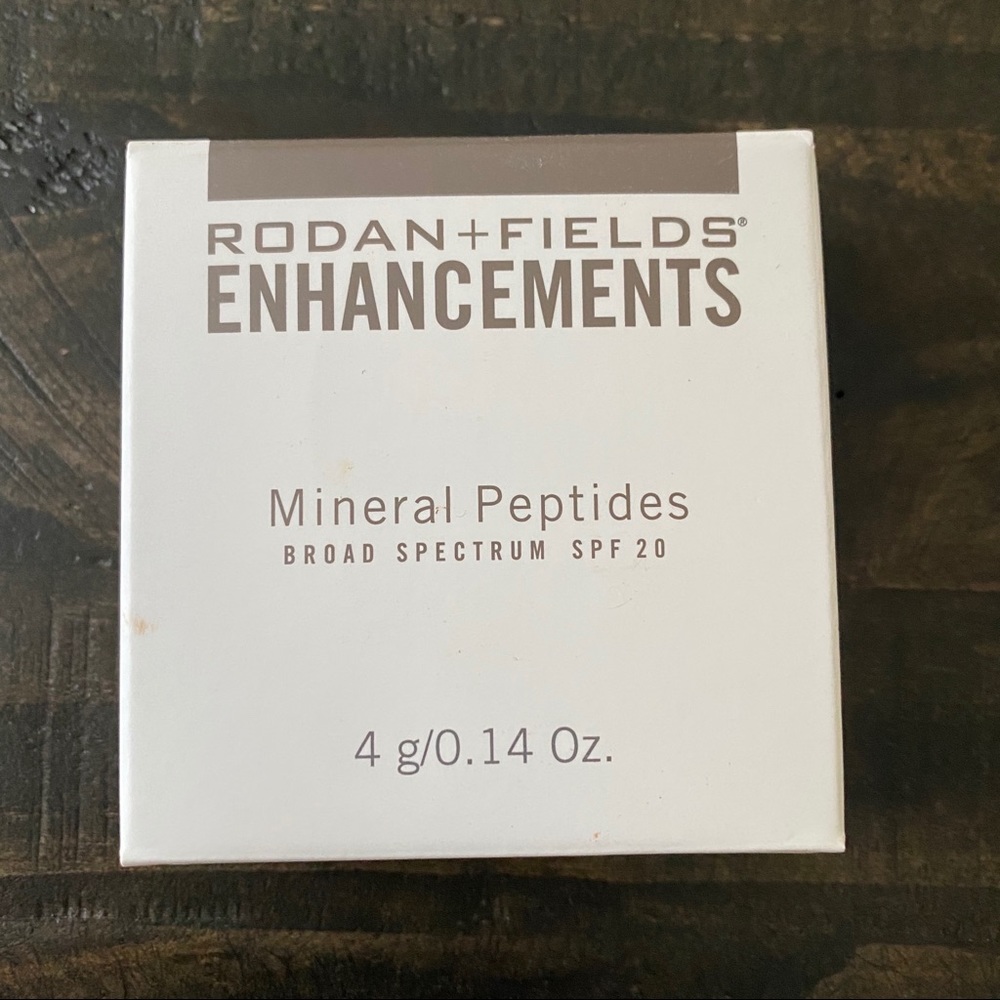 RODAN+FIELDS®
ENHANCEMENTS
Mineral Peptides
BROAD SPECTRUM SPF 20
4 g/0.14 Oz.